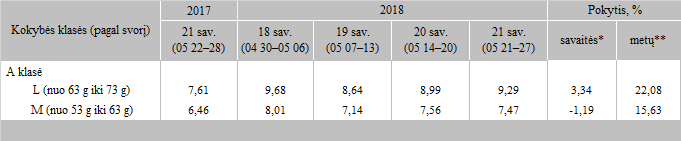 Kokybės klasės (pagal svorį) 2017 2018 Pokytis, %
21 sav. (05 22–28) 18 sav. (04 30–05 06) 19 sav. (05 07–13) 20 sav. (05 14–20) 21 sav. (05 21–27) savaitės* metų**
A klasė
L (nuo 63 g iki 73 g) 7,61 9,68 8,64 8,99 9,29 3,34 22,08
M (nuo 53 g iki 63 g) 6,46 8,01 7,14 7,56 7,47 -1,19 15,63